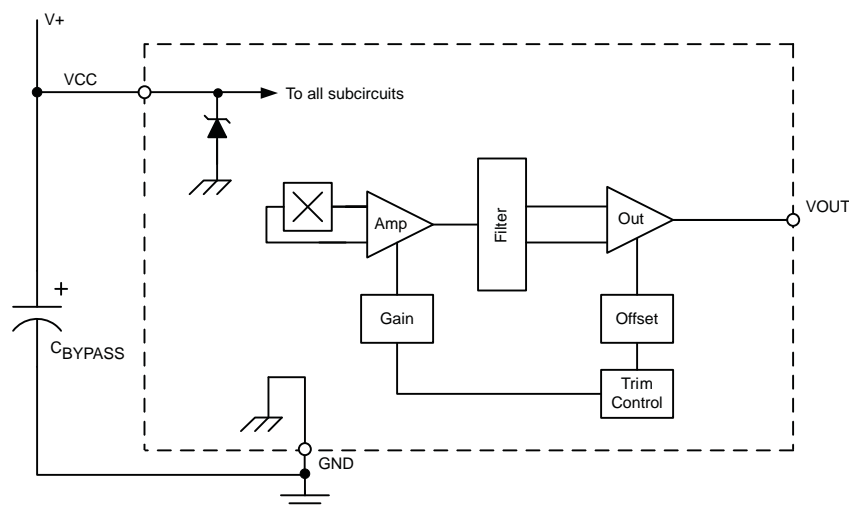 V+
VCC
To all subcircuits
VOUT
Amp
Filter
Out
+
Gain
Offset
CBYPASS
Trim
Control
GND